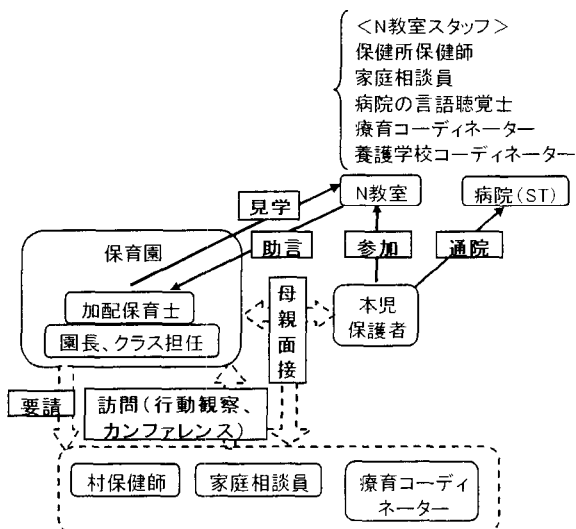 <N教室スタッフ>
保健所保健師
家庭相談員
病院の言語聴覚士
療育コーディネーター
養護学校コーディネーター
N教室
病院(ST)
見学
助言
参加
通院
保育園
加配保育士
園長、クラス担任
母親面接
本児
保護者
要請
訪問(行動観察、
カンファレンス)
村保健師
家庭相談員
療育コーディ
ネーター